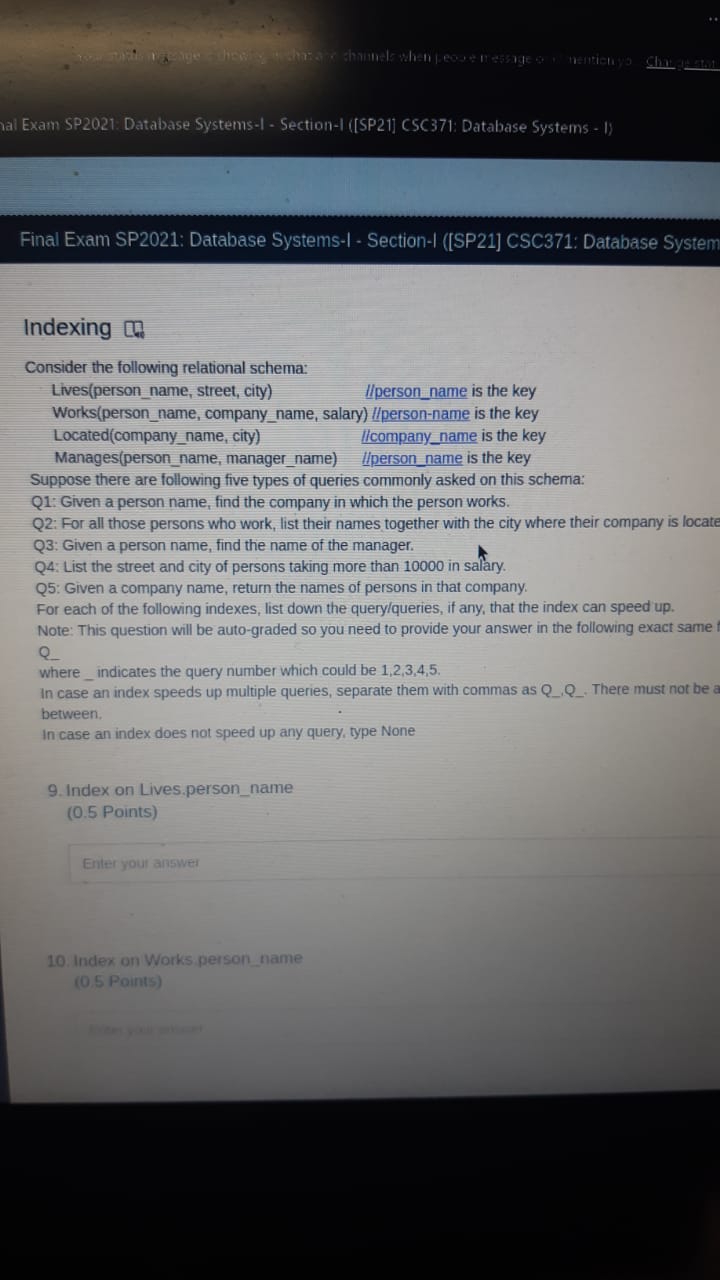 message showing in chat and channels when people message or mention yo Change stat
nal Exam SP2021: Database Systems-I - Section-I ([SP21] CSC371: Database Systems - I)
Final Exam SP2021: Database Systems-I - Section-I ([SP21] CSC371: Database System
Indexing
Consider the following relational schema:
Lives(person_name, street, city) //person_name is the key
Works(person_name, company_name, salary) //person-name is the key
Located(company_name, city) //company_name is the key
Manages(person_name, manager_name) //person_name is the key
Suppose there are following five types of queries commonly asked on this schema:
Q1: Given a person name, find the company in which the person works.
Q2: For all those persons who work, list their names together with the city where their company is locate
Q3: Given a person name, find the name of the manager.
Q4: List the street and city of persons taking more than 10000 in salary.
Q5: Given a company name, return the names of persons in that company.
For each of the following indexes, list down the query/queries, if any, that the index can speed up.
Note: This question will be auto-graded so you need to provide your answer in the following exact same f
Q_
where _ indicates the query number which could be 1,2,3,4,5.
In case an index speeds up multiple queries, separate them with commas as Q_,Q_. There must not be a
between.
In case an index does not speed up any query, type None
9. Index on Lives.person_name
(0.5 Points)
Enter your answer
10. Index on Works.person_name
(0.5 Points)
Enter your answer